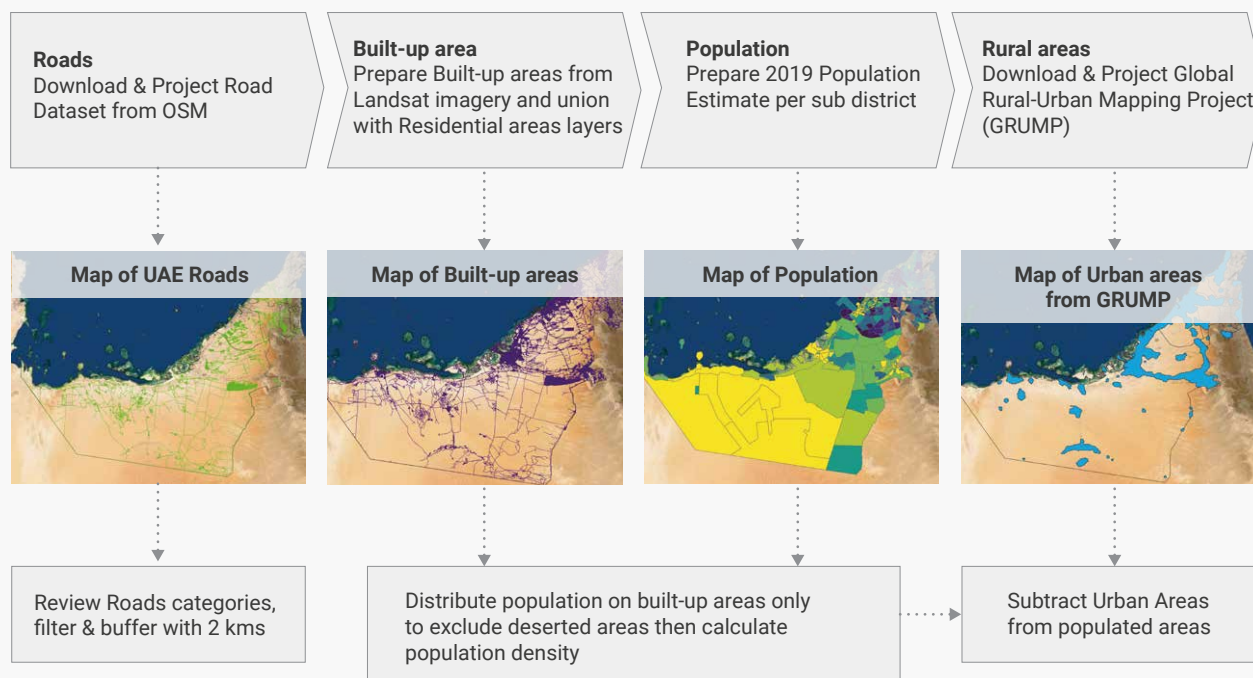 Roads
Download & Project Road
Dataset from OSM
Built-up area
Prepare Built-up areas from
Landsat imagery and union
with Residential areas layers
Population
Prepare 2019 Population
Estimate per sub district
Rural areas
Download & Project Global
Rural-Urban Mapping Project
(GRUMP)
Map of UAE Roads
Map of Built-up areas
Map of Population
Map of Urban areas
from GRUMP
Review Roads categories,
filter & buffer with 2 kms
Distribute population on built-up areas only
to exclude deserted areas then calculate
population density
Subtract Urban Areas
from populated areas